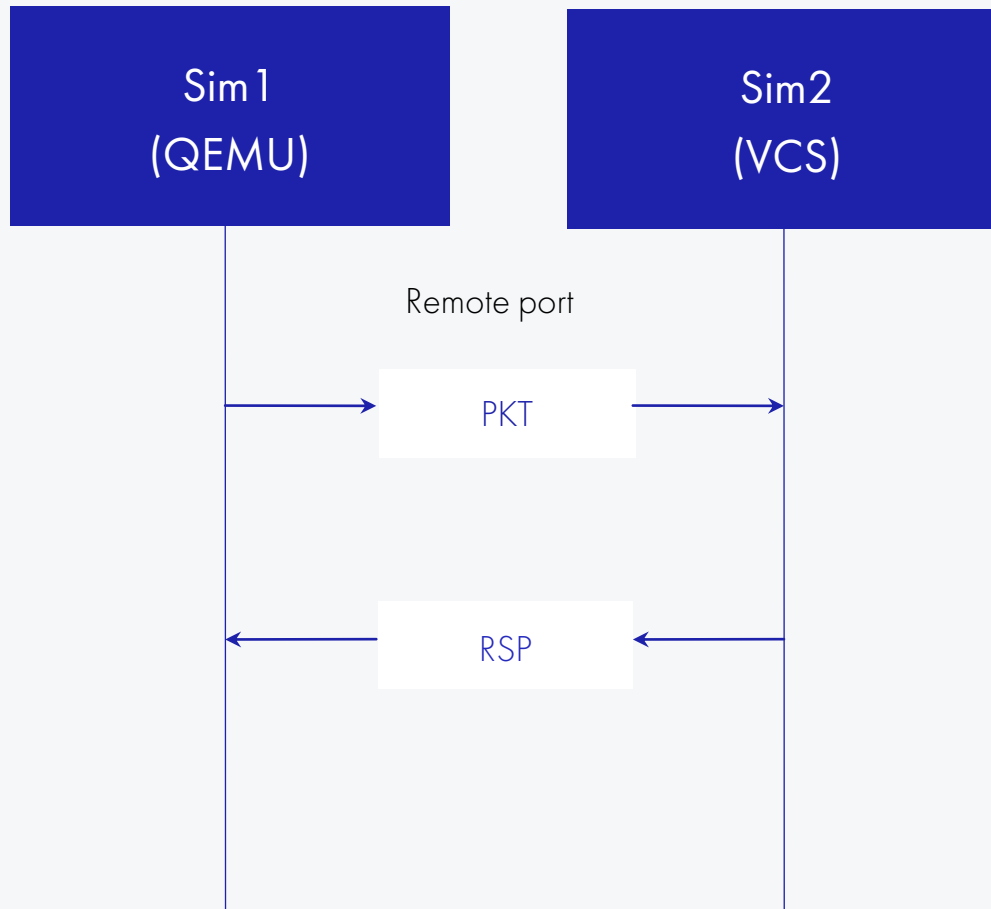 Sim1
(QEMU)
Sim2
(VCS)
Remote port
PKT
RSP